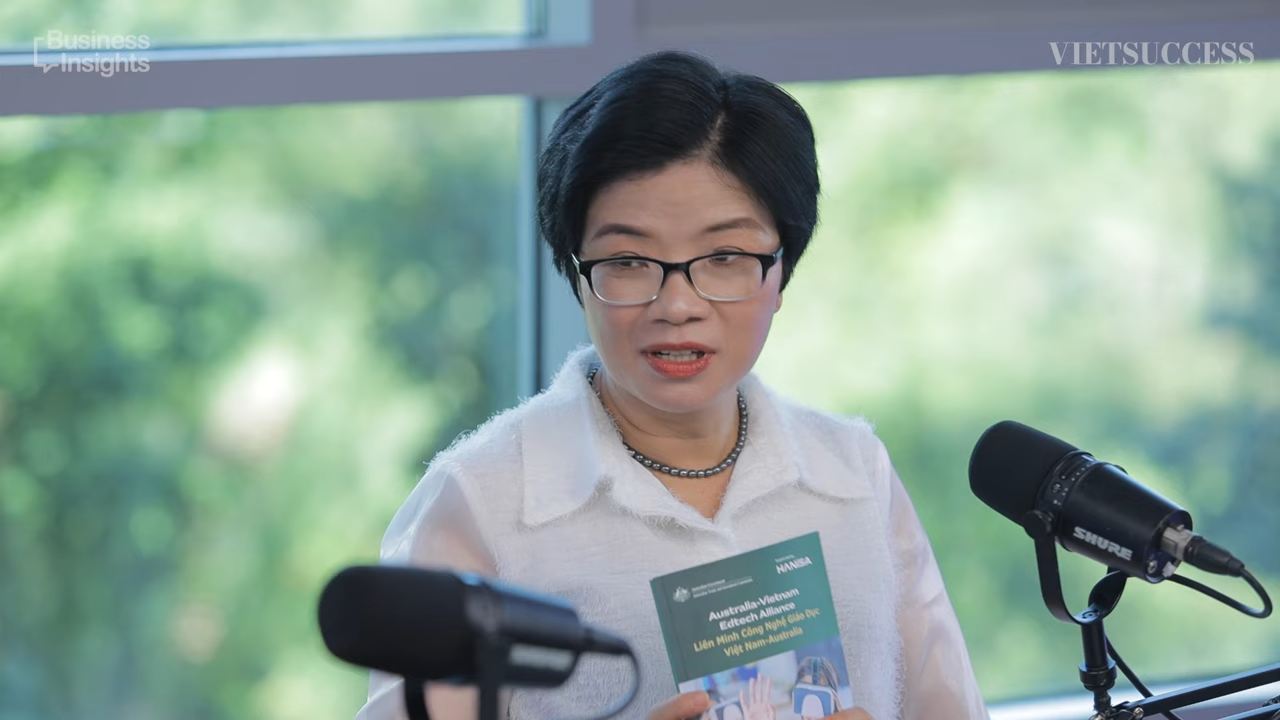 Business
Insights
VIETSUCCESS
HANISA
Australia-Vietnam
Edtech Alliance
Liên Minh Công Nghệ Giáo Dục
Việt Nam-Australia
SHURE